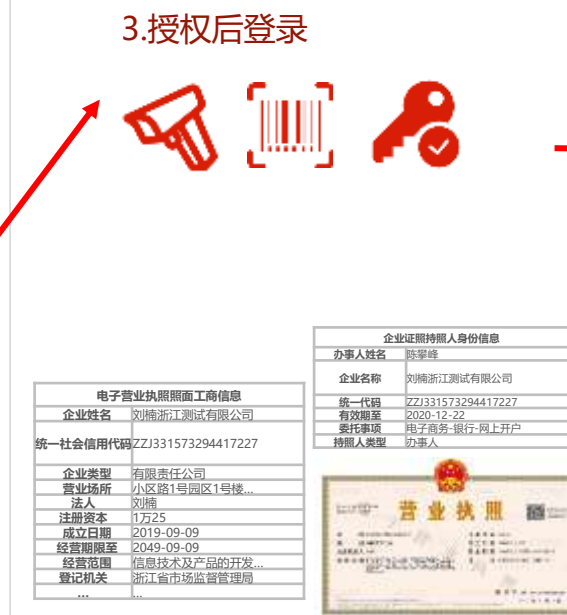 3.授权后登录
企业证照持照人身份信息
办事人姓名 陈攀峰
企业名称 刘楠浙江测试有限公司
统一代码 ZZJ331573294417227
有效期至 2020-12-22
委托事项 电子商务-银行-网上开户
持照人类型 办事人
电子营业执照照面工商信息
企业姓名 刘楠浙江测试有限公司
统一社会信用代码 ZZJ331573294417227
企业类型 有限责任公司
营业场所 小区路1号园区1号楼...
法人 刘楠
注册资本 1万25
成立日期 2019-09-09
经营期限至 2049-09-09
经营范围 信息技术及产品的开发...
登记机关 浙江省市场监督管理局
... ...
营业执照